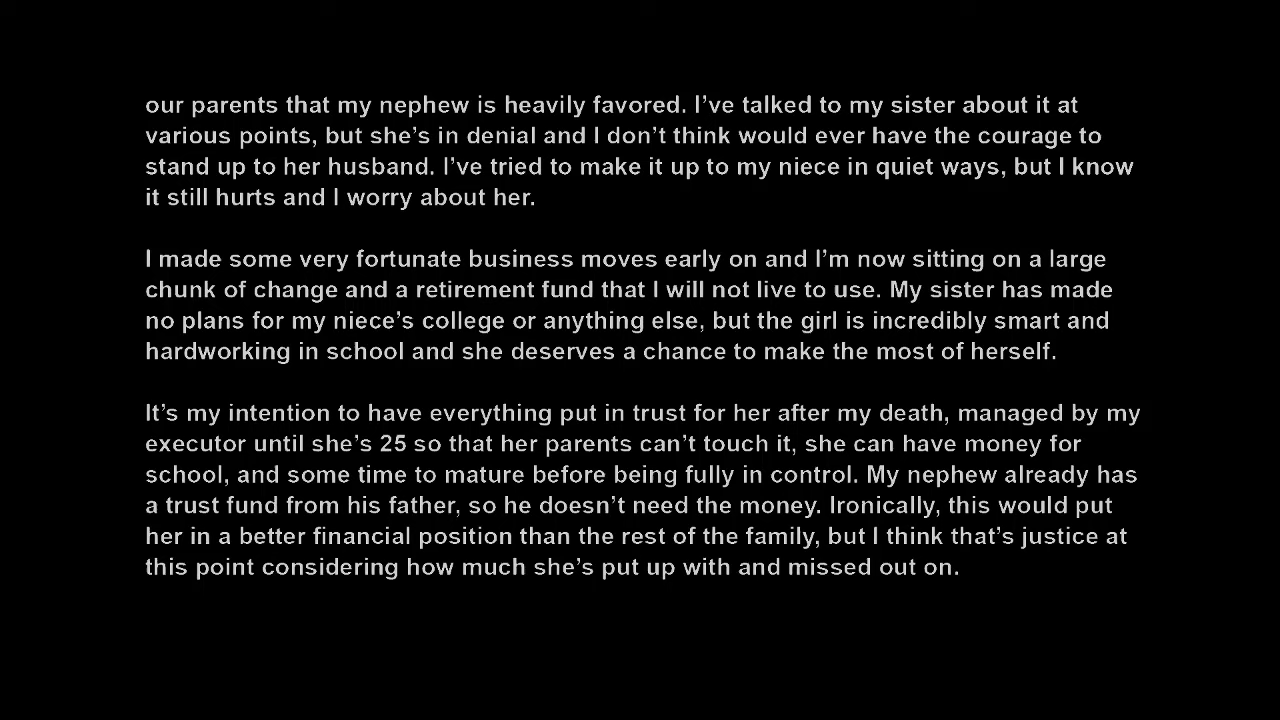 our parents that my nephew is heavily favored. I’ve talked to my sister about it at
various points, but she’s in denial and I don’t think would ever have the courage to
stand up to her husband. I’ve tried to make it up to my niece in quiet ways, but I know
it still hurts and I worry about her.
I made some very fortunate business moves early on and I’m now sitting on a large
chunk of change and a retirement fund that I will not live to use. My sister has made
no plans for my niece’s college or anything else, but the girl is incredibly smart and
hardworking in school and she deserves a chance to make the most of herself.
It’s my intention to have everything put in trust for her after my death, managed by my
executor until she’s 25 so that her parents can’t touch it, she can have money for
school, and some time to mature before being fully in control. My nephew already has
a trust fund from his father, so he doesn’t need the money. Ironically, this would put
her in a better financial position than the rest of the family, but I think that’s justice at
this point considering how much she’s put up with and missed out on.